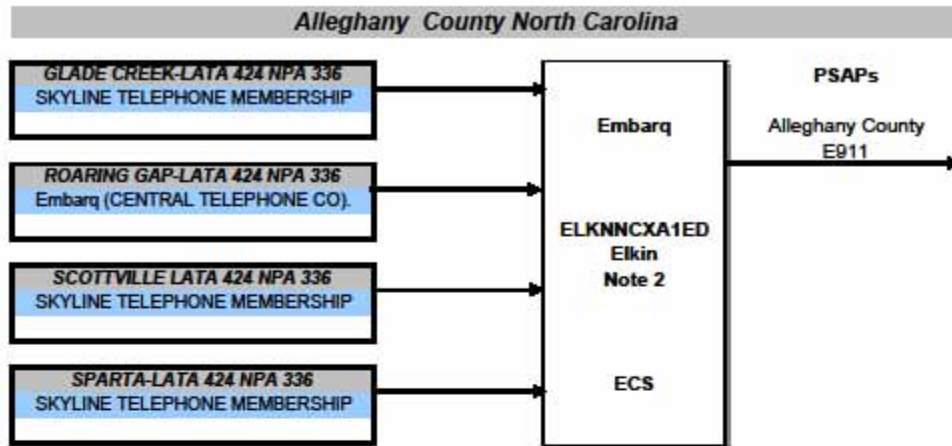 Alleghany County North Carolina
GLADE CREEK-LATA 424 NPA 336
SKYLINE TELEPHONE MEMBERSHIP
ROARING GAP-LATA 424 NPA 336
Embarq (CENTRAL TELEPHONE CO).
SCOTTVILLE LATA 424 NPA 336
SKYLINE TELEPHONE MEMBERSHIP
SPARTA-LATA 424 NPA 336
SKYLINE TELEPHONE MEMBERSHIP
Embarq
ELKNNCXA1ED
Elkin
Note 2
ECS
PSAPs
Alleghany County
E911